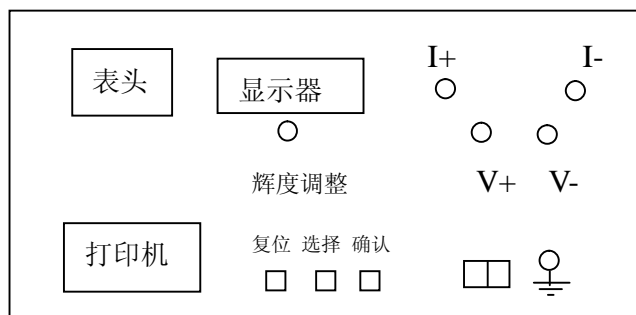 I+ I-
表头 显示器
辉度调整 V+ V-
复位 选择 确认
打印机